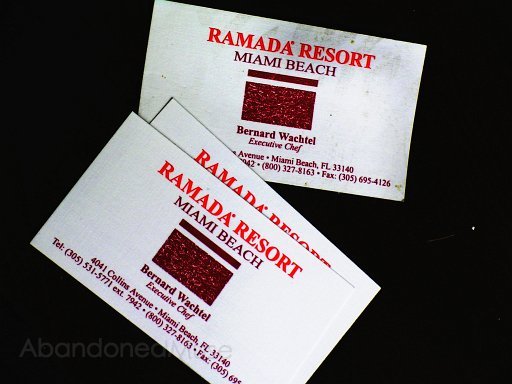 RAMADA® RESORT
MIAMI BEACH
Bernard Wachtel
Executive Chef
Avenue • Miami Beach, FL 33140
7942 • (800) 327-8163 • Fax: (305) 695-4126
RAMADA® RESORT
RAMADA® RESORT
MIAMI BEACH
Bernard Wachtel
Executive Chef
4041 Collins Avenue • Miami Beach, FL 33140
Tel: (305) 531-5771 ext. 7942 • (800) 327-8163 • Fax: (305) 695